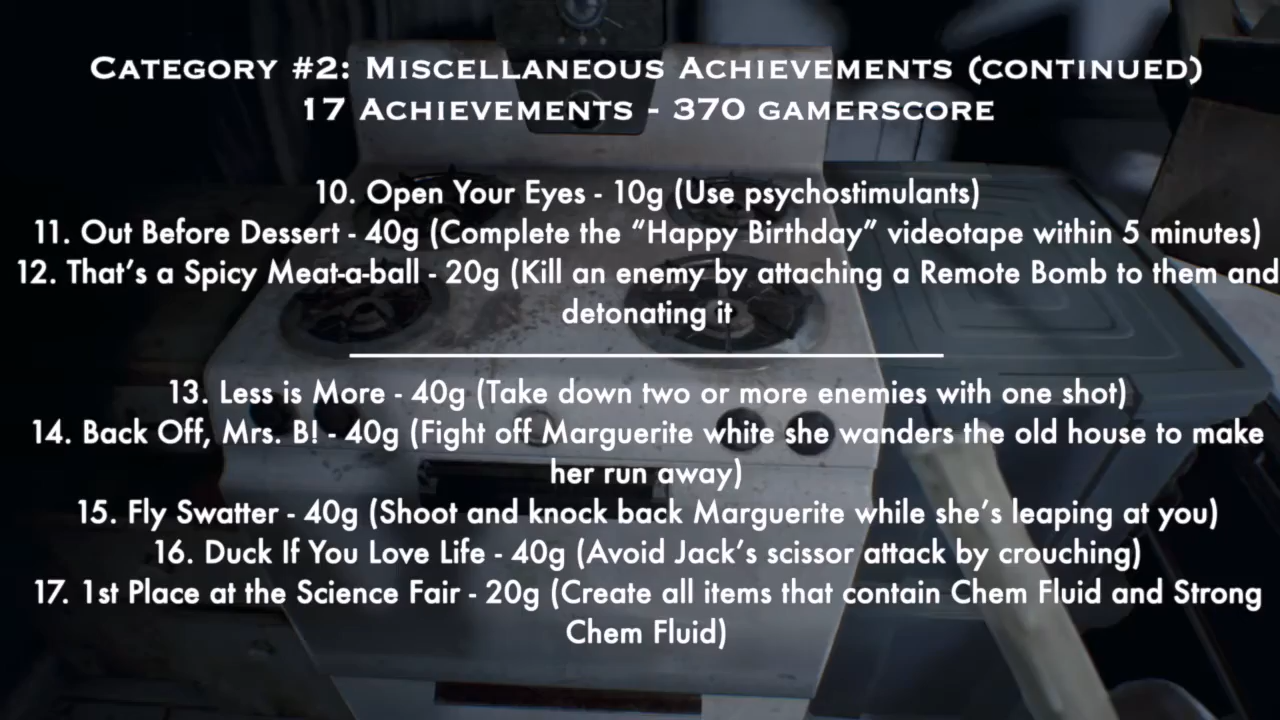 Category #2: Miscellaneous Achievements (continued)
17 Achievements - 370 gamerscore
10. Open Your Eyes - 10g (Use psychostimulants)
11. Out Before Dessert - 40g (Complete the “Happy Birthday” videotape within 5 minutes)
12. That’s a Spicy Meat-a-ball - 20g (Kill an enemy by attaching a Remote Bomb to them and
detonating it
13. Less is More - 40g (Take down two or more enemies with one shot)
14. Back Off, Mrs. B! - 40g (Fight off Marguerite white she wanders the old house to make
her run away)
15. Fly Swatter - 40g (Shoot and knock back Marguerite while she’s leaping at you)
16. Duck If You Love Life - 40g (Avoid Jack’s scissor attack by crouching)
17. 1st Place at the Science Fair - 20g (Create all items that contain Chem Fluid and Strong
Chem Fluid)